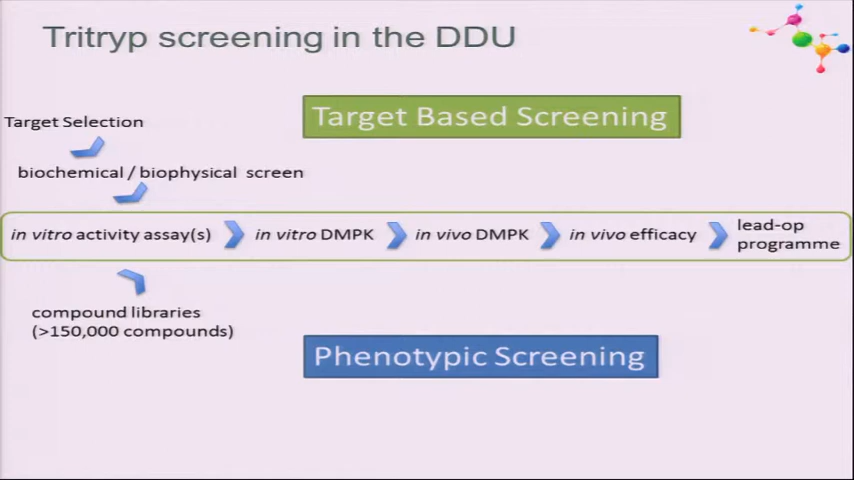 Tritryp screening in the DDU
Target Based Screening
Target Selection
biochemical / biophysical screen
in vitro activity assay(s)
in vitro DMPK
in vivo DMPK
in vivo efficacy
lead-op
programme
compound libraries
(>150,000 compounds)
Phenotypic Screening